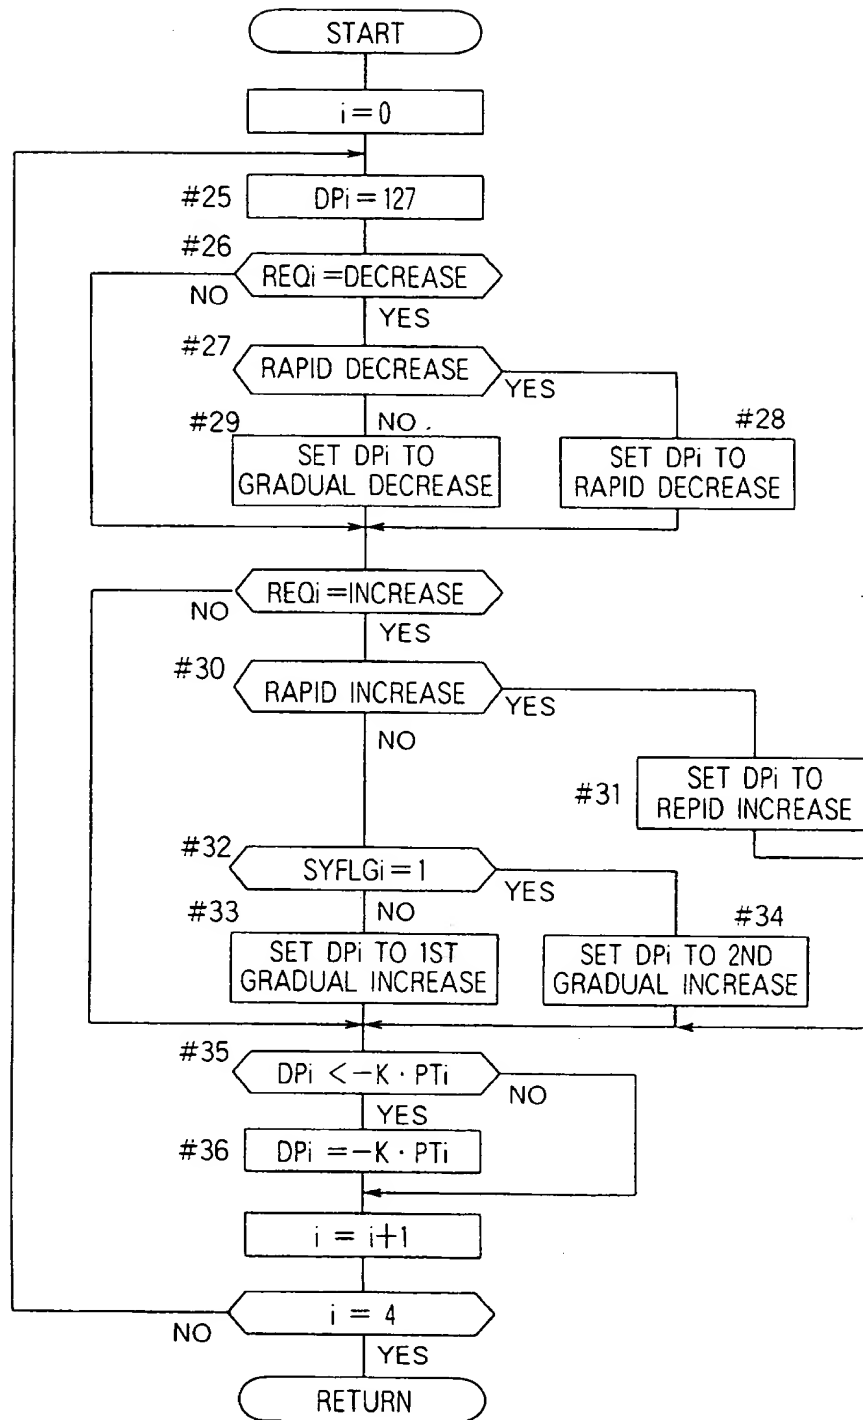 START
i=0
#25
DPi=127
#26
REQi=DECREASE
NO
YES
#27
RAPID DECREASE
YES
NO
#29
SET DPi TO
GRADUAL DECREASE
#28
SET DPi TO
RAPID DECREASE
REQi=INCREASE
NO
YES
#30
RAPID INCREASE
YES
NO
#31
SET DPi TO
REPID INCREASE
#32
SYFLGi=1
YES
NO
#33
SET DPi TO 1ST
GRADUAL INCREASE
#34
SET DPi TO 2ND
GRADUAL INCREASE
#35
DPi <-K · PTi
NO
YES
#36
DPi =-K · PTi
i = i+1
i = 4
NO
YES
RETURN